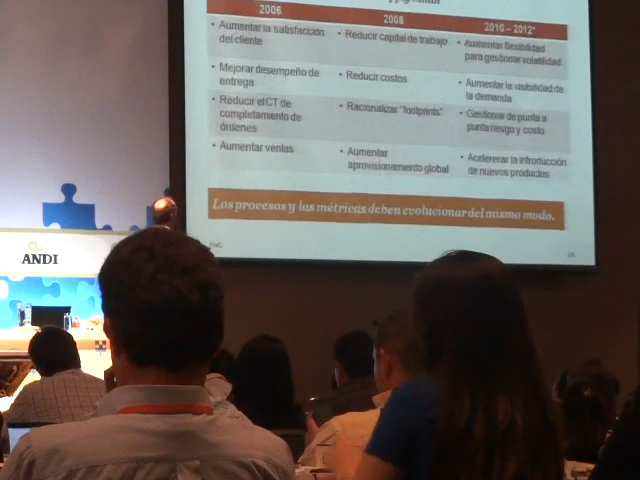 2006
2008
2010 – 2012*
• Aumentar la satisfacción
del cliente
• Reducir capital de trabajo
• Aumentar flexibilidad
para gestionar volatilidad
• Mejorar desempeño de
entrega
• Reducir costos
• Aumentar la visibilidad de
la demanda
• Reducir el CT de
completamiento de
órdenes
• Racionalizar "footprints"
• Gestionar de punta a
punta riesgo y costo
• Aumentar ventas
• Aumentar
aprovisionamiento global
• Acelererar la introducción
de nuevos productos
Los procesos y las métricas deben evolucionar del mismo modo.
PwC
ANDI